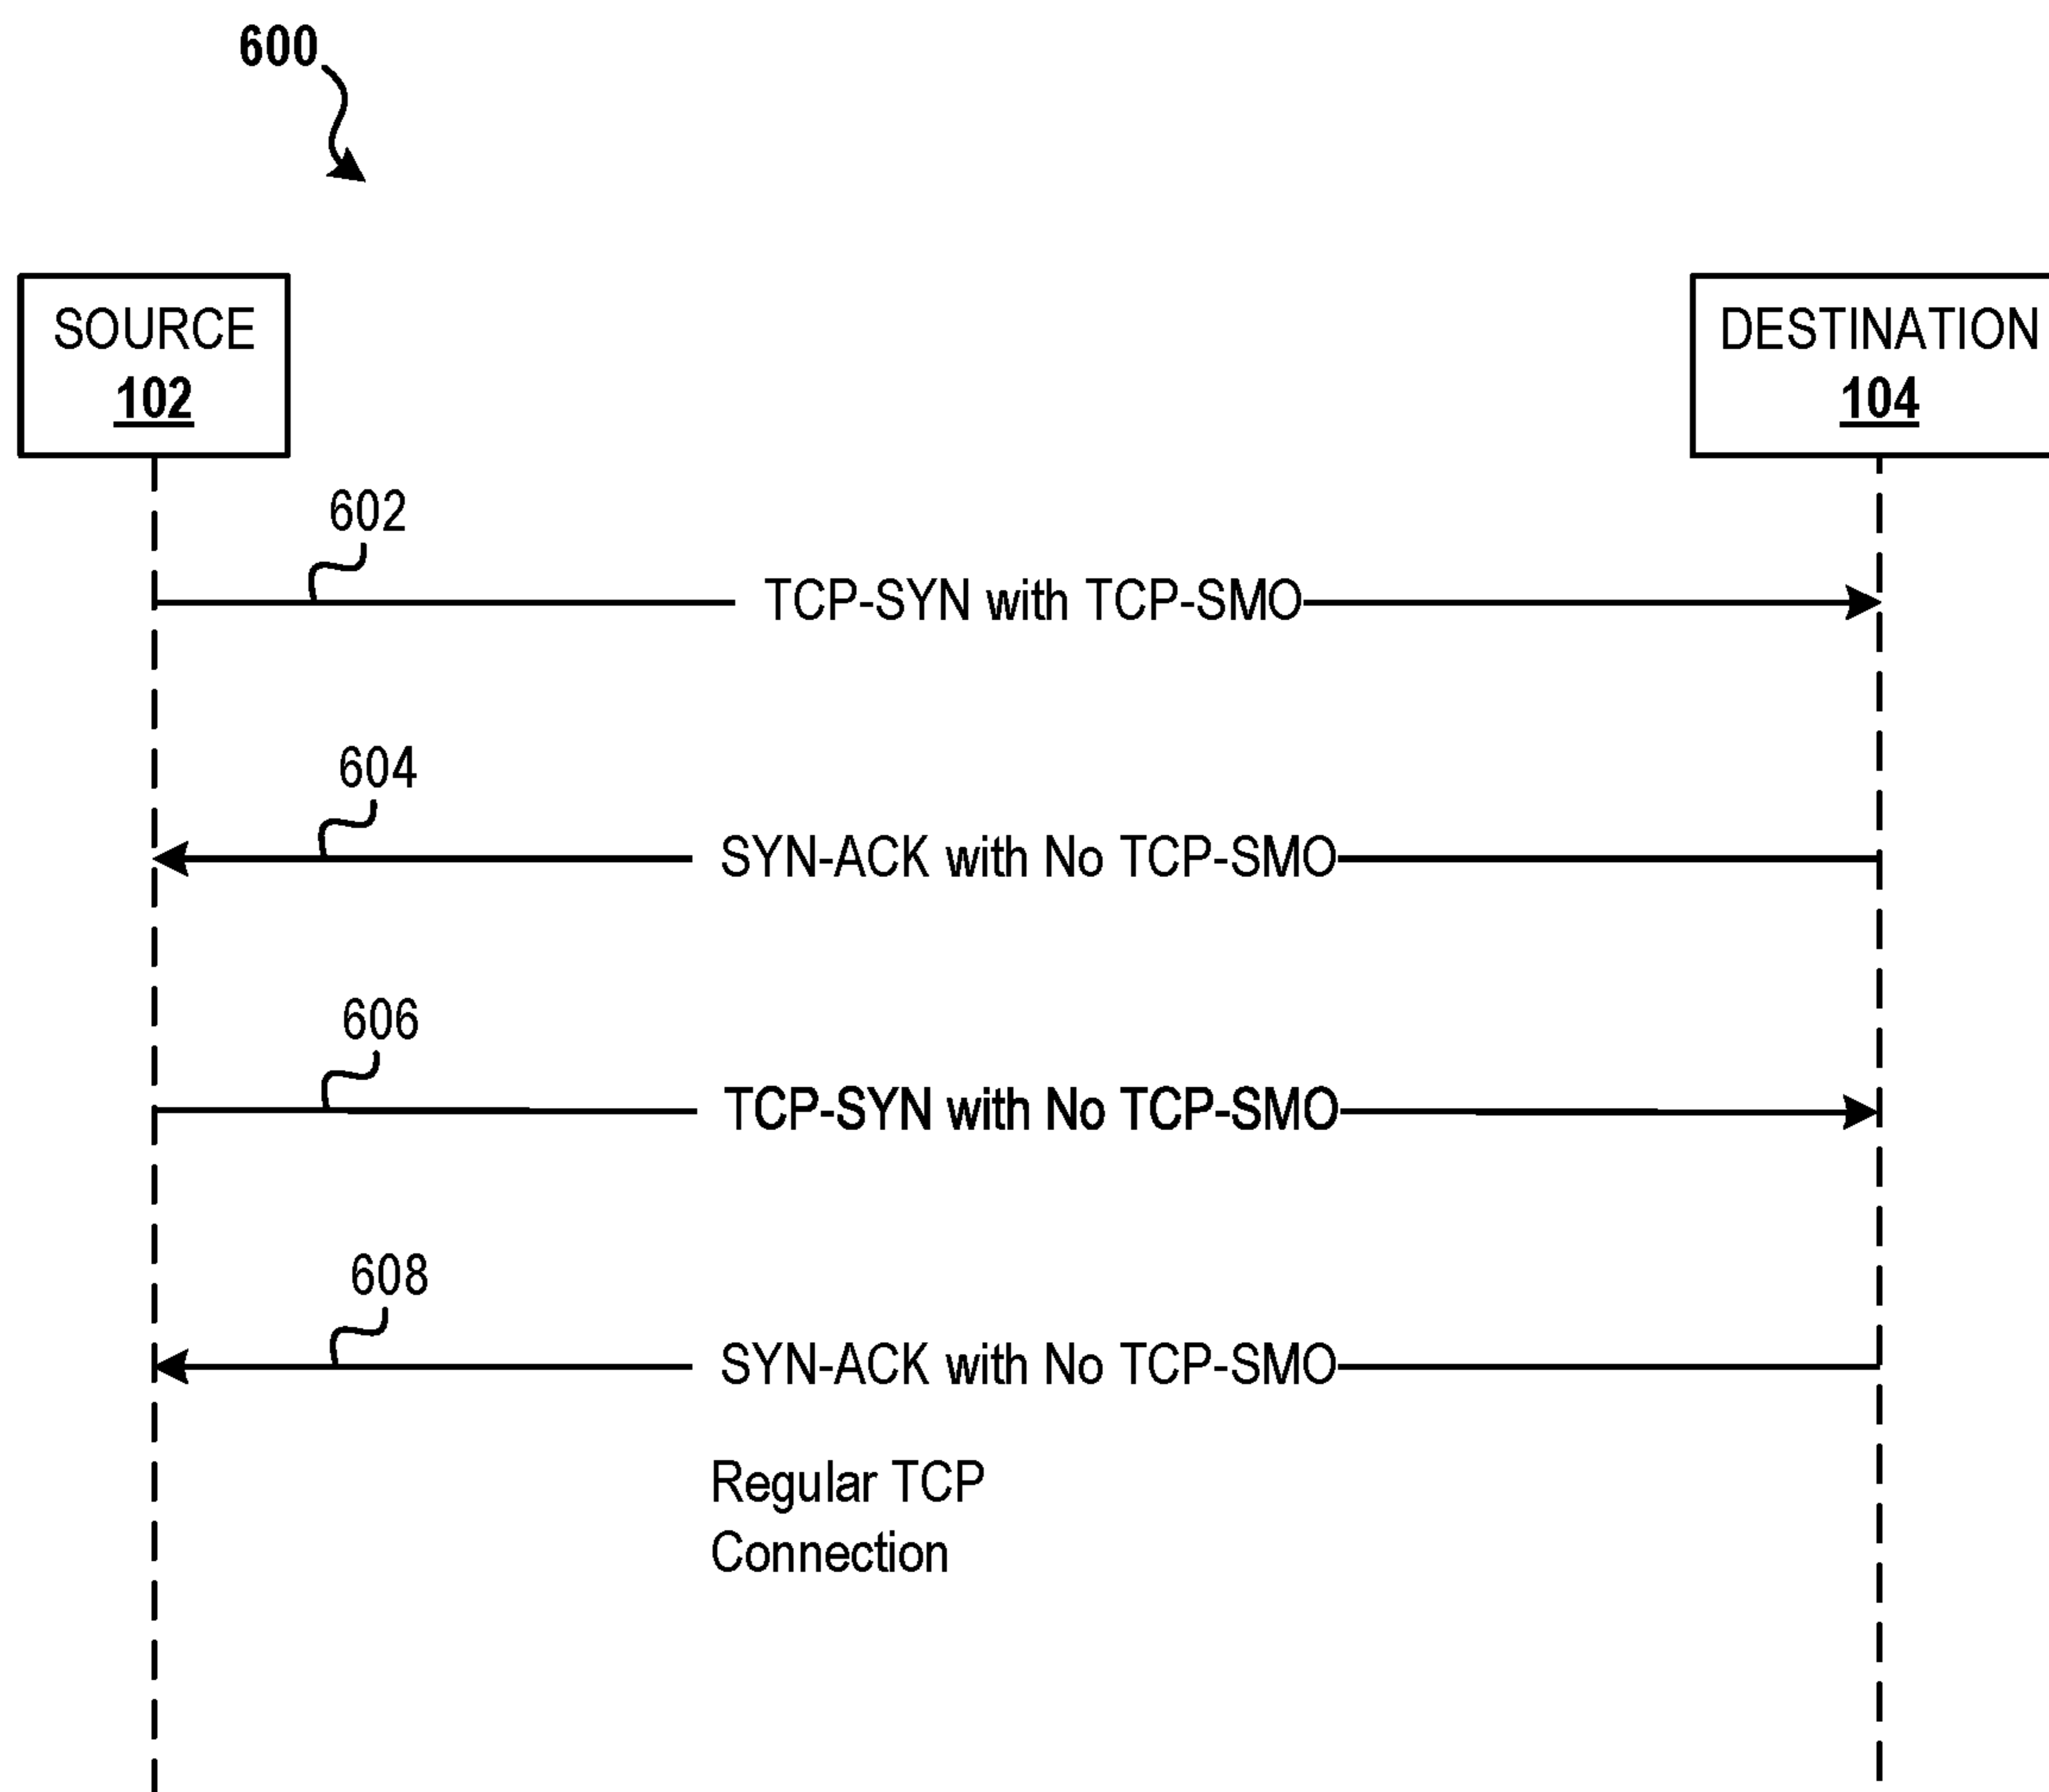 600
SOURCE
102
DESTINATION
104
602
TCP-SYN with TCP-SMO
604
SYN-ACK with No TCP-SMO
606
TCP-SYN with No TCP-SMO
608
SYN-ACK with No TCP-SMO
Regular TCP
Connection